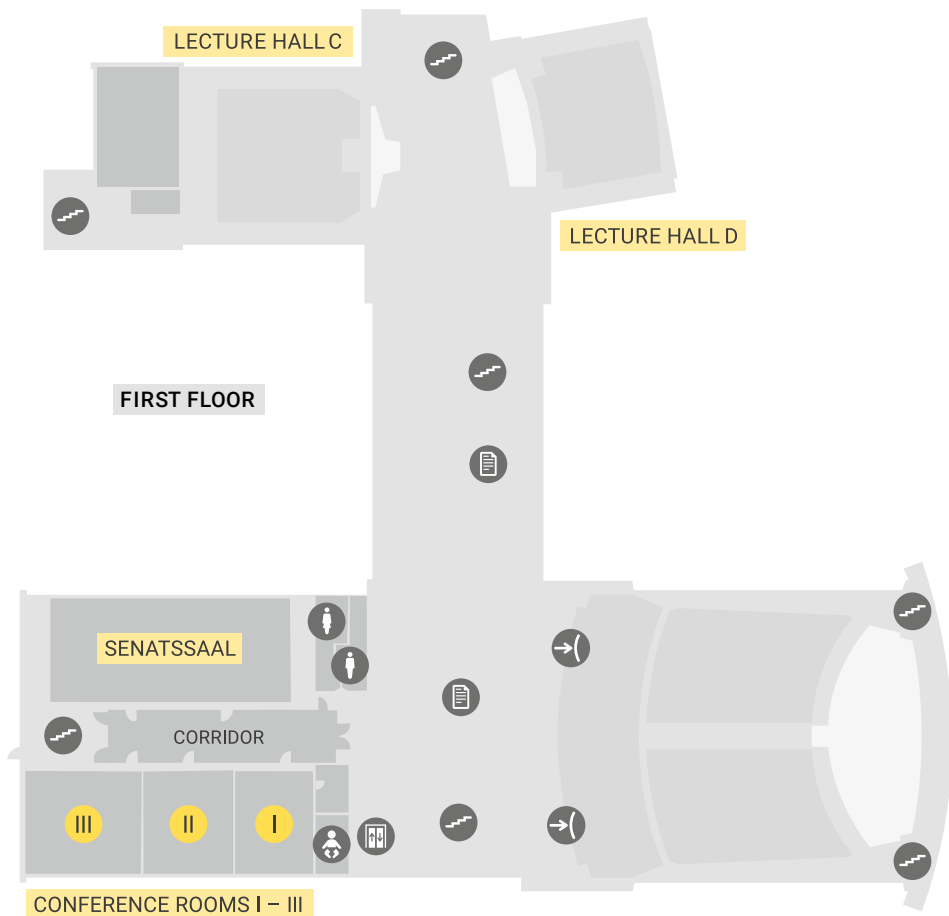 LECTURE HALL C
LECTURE HALL D
FIRST FLOOR
SENATSSAAL
CORRIDOR
III
II
I
CONFERENCE ROOMS I – III